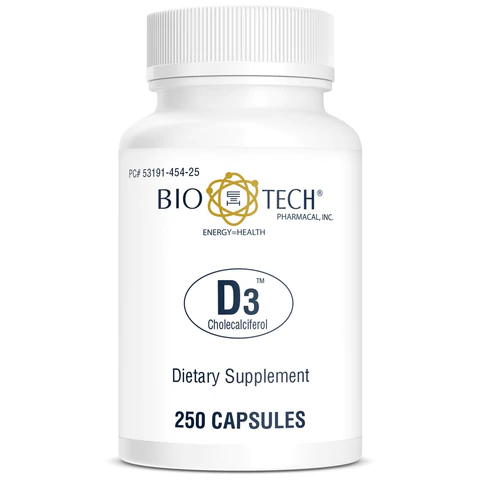 PC# 53191-454-25
BIO TECH®
PHARMACAL, INC.
ENERGY=HEALTH
D3™
Cholecalciferol
Dietary Supplement
250 CAPSULES